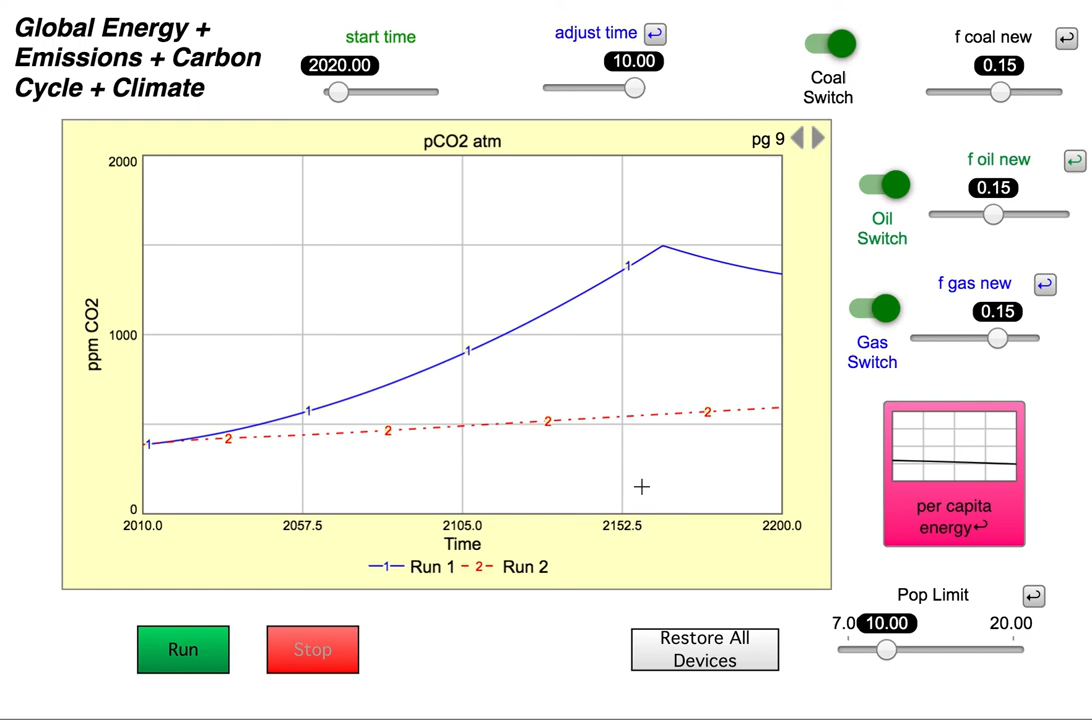 Global Energy +
Emissions + Carbon
Cycle + Climate
start time
2020.00
adjust time
10.00
Coal
Switch
f coal new
0.15
pCO2 atm
pg 9
f oil new
0.15
Oil
Switch
f gas new
0.15
Gas
Switch
2000
1000
0
ppm CO2
1
1
1
1
2
2
2
2
2010.0
2057.5
2105.0
2152.5
2200.0
Time
1 Run 1 2 Run 2
per capita
energy
Pop Limit
7.0
10.00
20.00
Run
Stop
Restore All
Devices